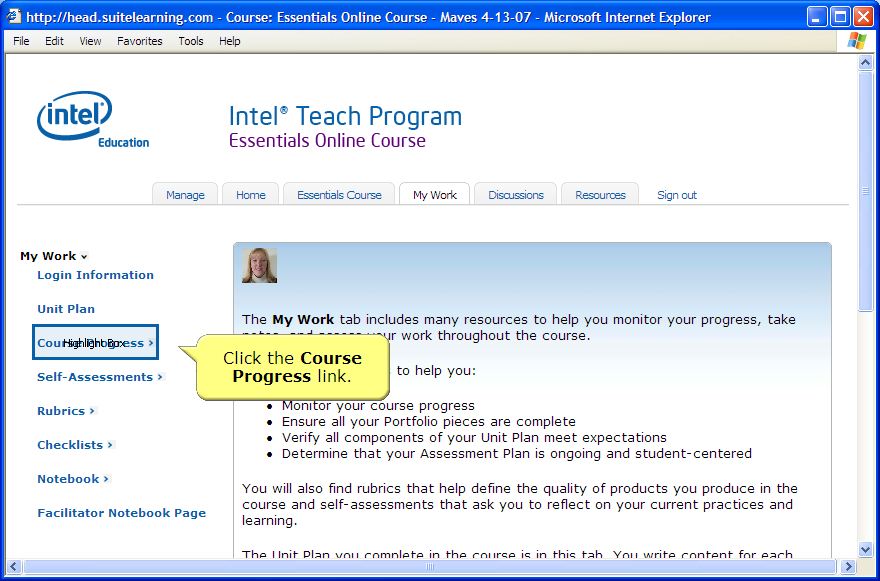 http://head.suitelearning.com - Course: Essentials Online Course - Maves 4-13-07 - Microsoft Internet Explorer
File Edit View Favorites Tools Help
intel®
Education
Intel® Teach Program
Essentials Online Course
Manage Home Essentials Course My Work Discussions Resources Sign out
My Work
Login Information
Unit Plan
Course Progress ›
Highlight Box
Self-Assessments ›
Rubrics ›
Checklists ›
Notebook ›
Facilitator Notebook Page
Click the Course
Progress link.
The My Work tab includes many resources to help you monitor your progress, take
and assess your work throughout the course.
to help you:
• Monitor your course progress
• Ensure all your Portfolio pieces are complete
• Verify all components of your Unit Plan meet expectations
• Determine that your Assessment Plan is ongoing and student-centered
You will also find rubrics that help define the quality of products you produce in the
course and self-assessments that ask you to reflect on your current practices and
learning.
The Unit Plan you complete in the course is in this tab. You write content for each